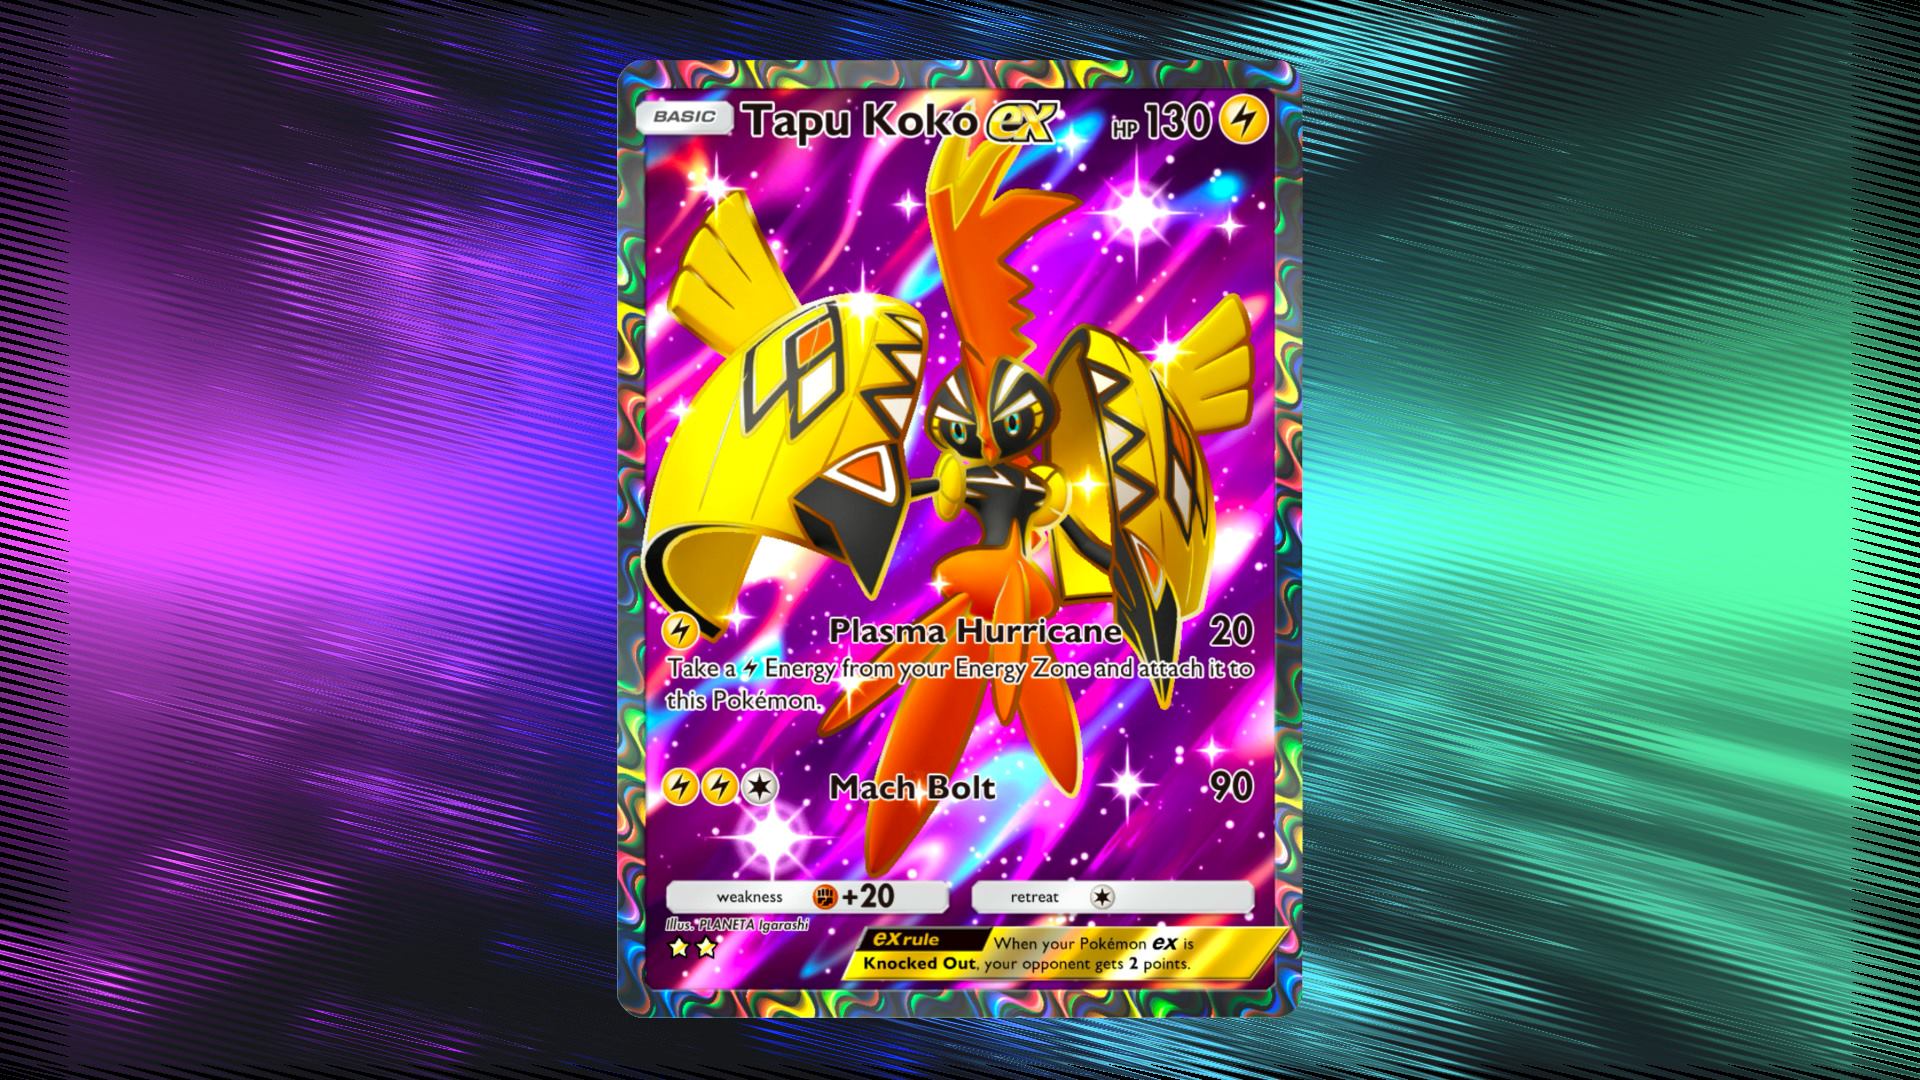 BASIC Tapu Koko ex HP 130
Plasma Hurricane 20
Take a Energy from your Energy Zone and attach it to
this Pokémon.
Mach Bolt 90
weakness +20 retreat
Illus. PLANETA Igarashi
ex rule When your Pokémon ex is
Knocked Out, your opponent gets 2 points.